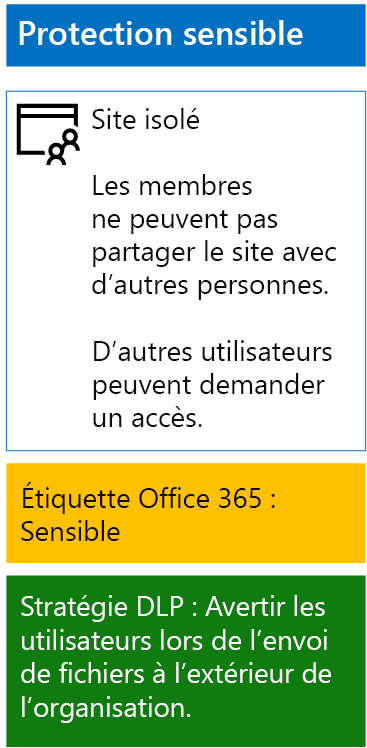 Protection sensible
Site isolé
Les membres
ne peuvent pas
partager le site avec
d’autres personnes.
D’autres utilisateurs
peuvent demander
un accès.
Étiquette Office 365 :
Sensible
Stratégie DLP : Avertir les
utilisateurs lors de l’envoi
de fichiers à l’extérieur de
l’organisation.